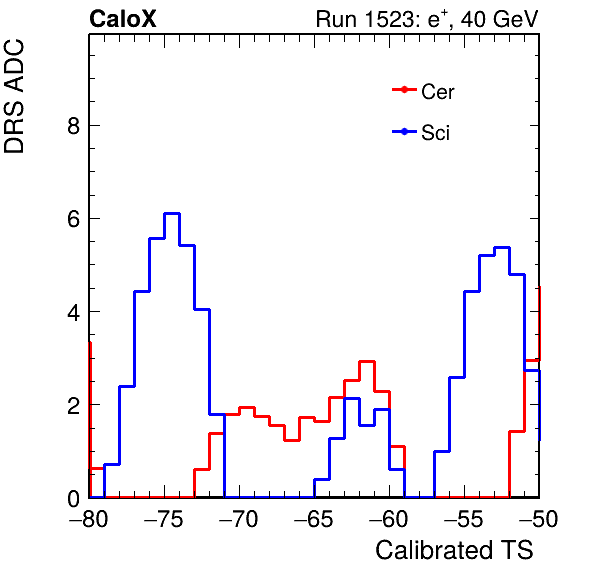 CaloX Run 1523: e⁺, 40 GeV
DRS ADC
Cer
Sci
8
6
4
2
0
−80 −75 −70 −65 −60 −55 −50
Calibrated TS